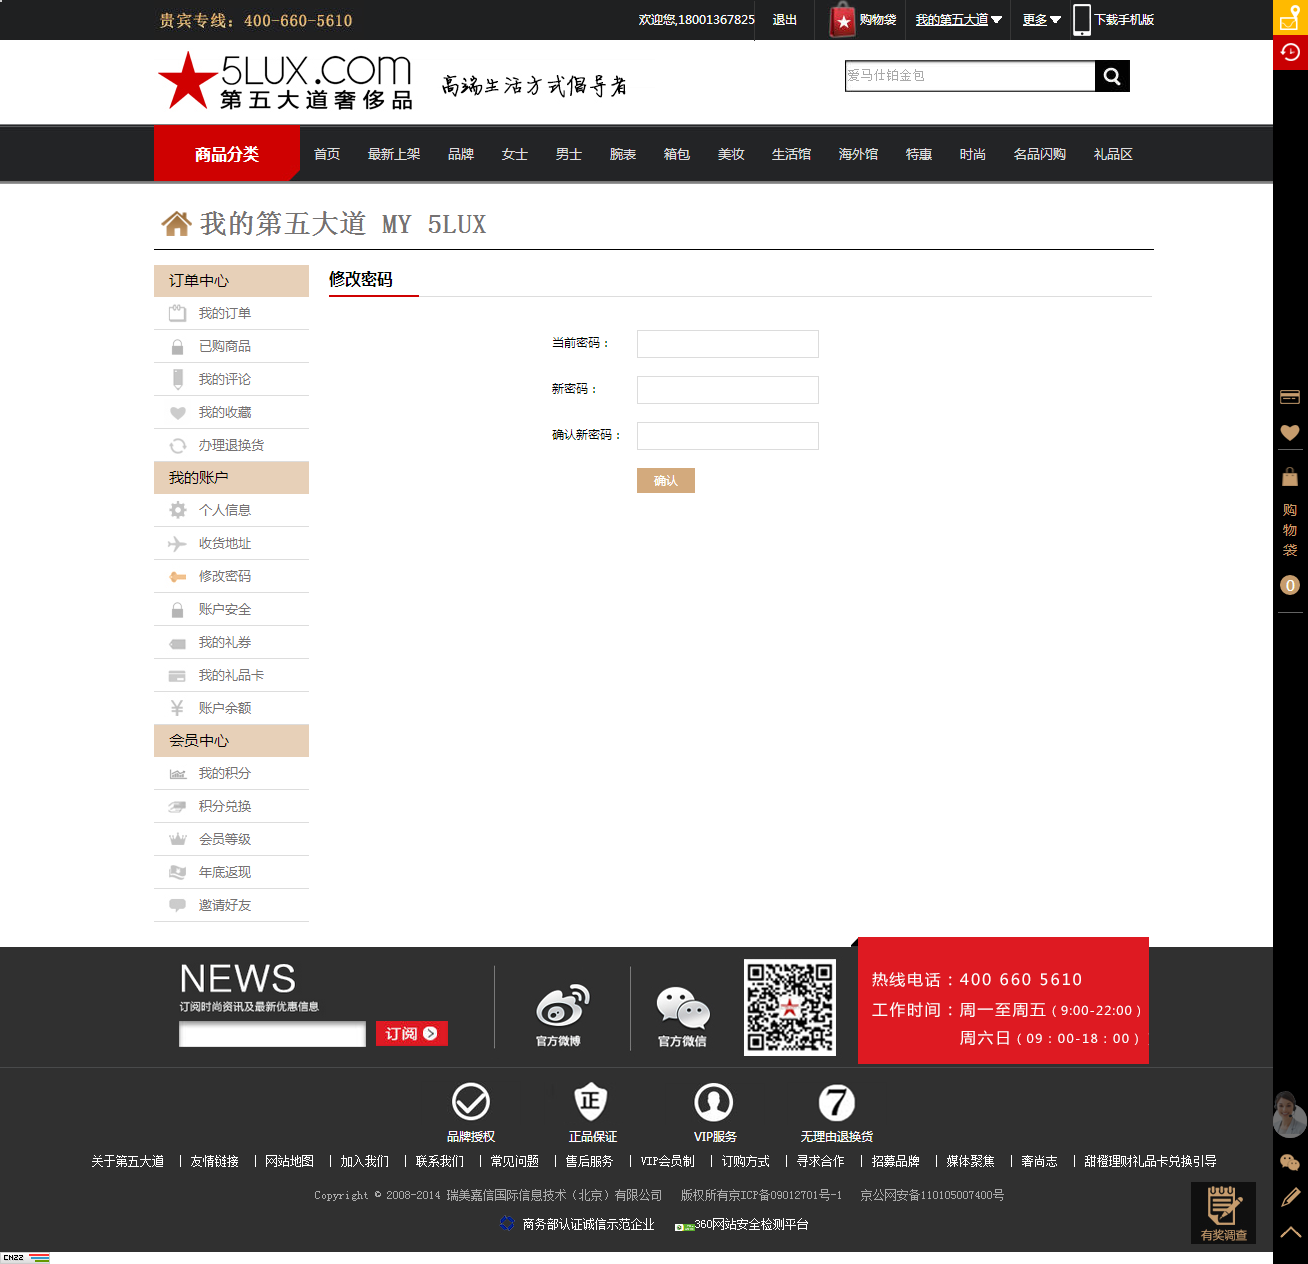 贵宾专线：400-660-5610
欢迎您,18001367825 退出 购物袋 我的第五大道 更多 下载手机版
5LUX.COM
第五大道奢侈品
高端生活方式倡导者
爱马仕铂金包
商品分类 首页 最新上架 品牌 女士 男士 腕表 箱包 美妆 生活馆 海外馆 特惠 时尚 名品闪购 礼品区
我的第五大道 MY 5LUX
订单中心
我的订单
已购商品
我的评论
我的收藏
办理退换货
我的账户
个人信息
收货地址
修改密码
账户安全
我的礼券
我的礼品卡
账户余额
会员中心
我的积分
积分兑换
会员等级
年底返现
邀请好友
修改密码
当前密码：
新密码：
确认新密码：
确认
购物袋
0
NEWS
订阅时尚资讯及最新优惠信息
订阅
官方微博
官方微信
热线电话：400 660 5610
工作时间：周一至周五（9:00-22:00）
周六日（09：00-18：00）
正
7
品牌授权 正品保证 VIP服务 无理由退换货
关于第五大道 | 友情链接 | 网站地图 | 加入我们 | 联系我们 | 常见问题 | 售后服务 | VIP会员制 | 订购方式 | 寻求合作 | 招募品牌 | 媒体聚焦 | 奢尚志 | 甜橙理财礼品卡兑换引导
Copyright © 2008-2014 瑞美嘉信国际信息技术（北京）有限公司 版权所有京ICP备09012701号-1 京公网安备110105007400号
商务部认证诚信示范企业 360网站安全检测平台
有奖调查
CNZZ